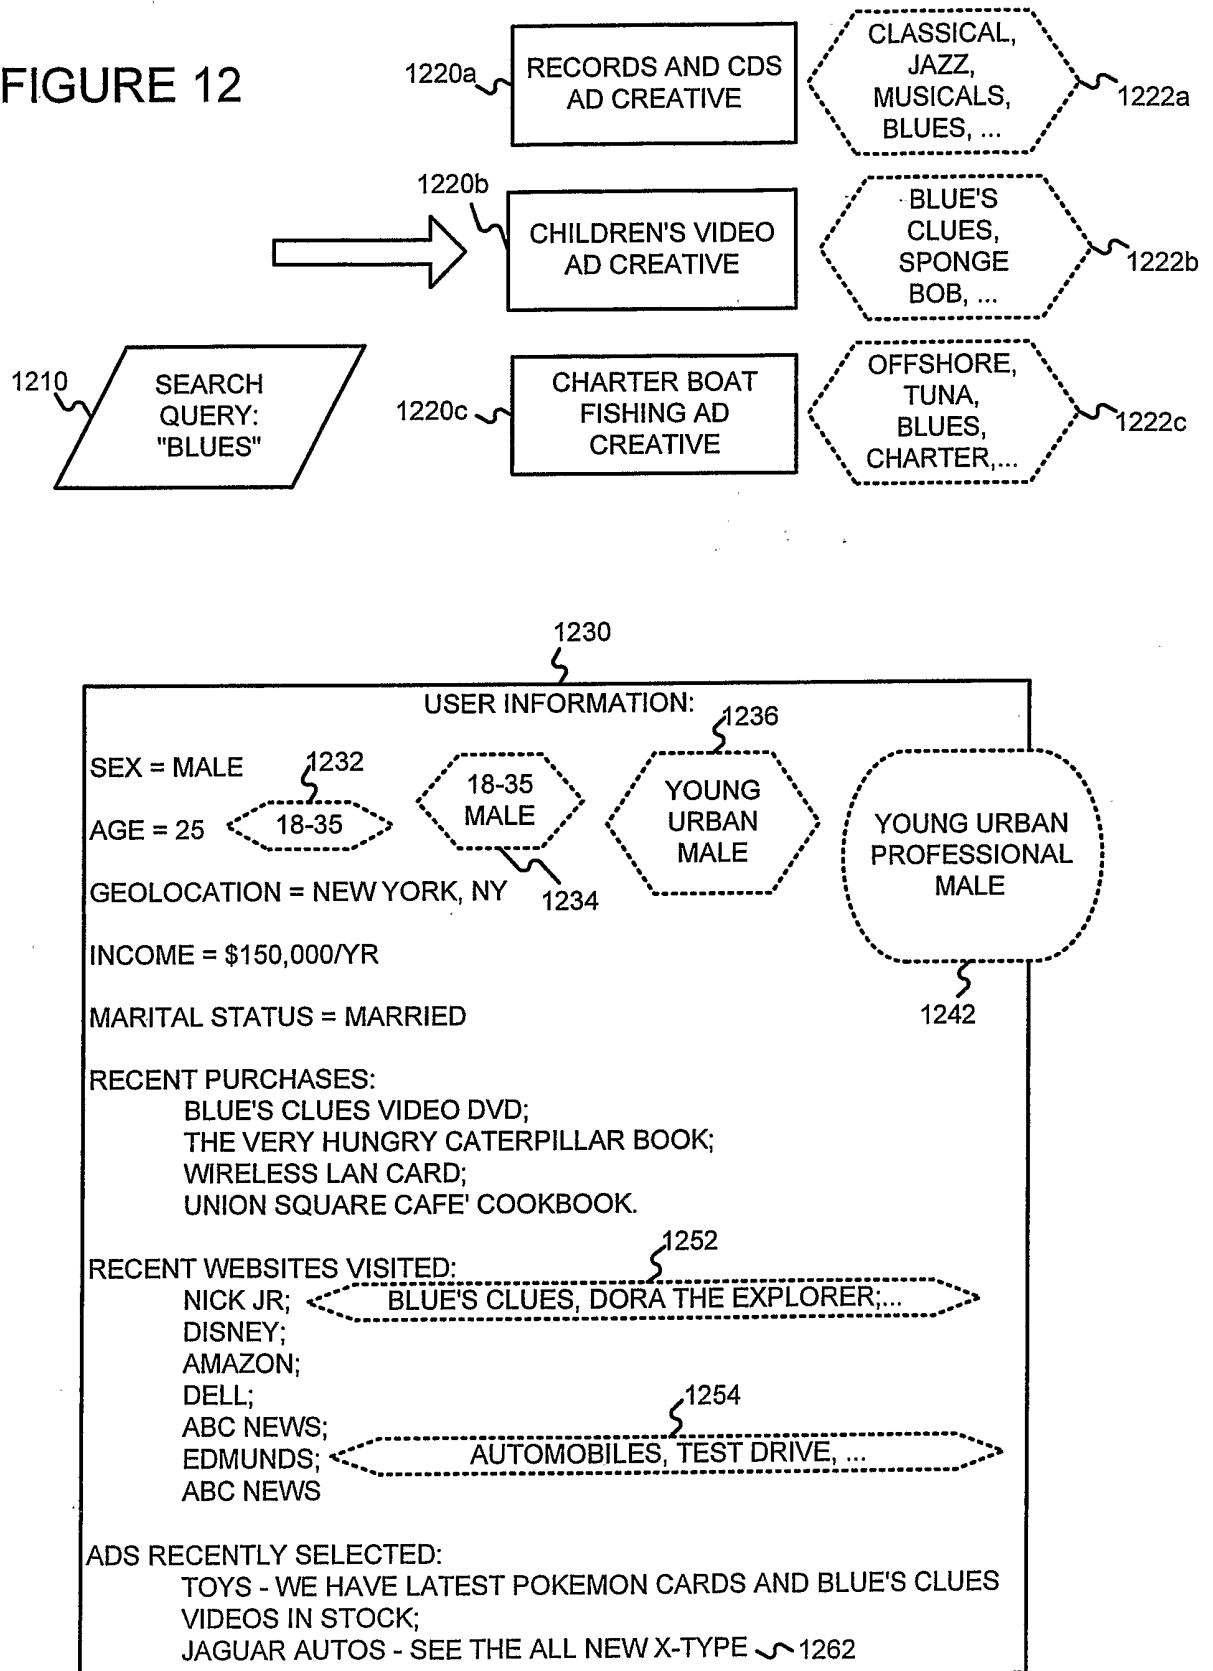 FIGURE 12
1220a
RECORDS AND CDS
AD CREATIVE
CLASSICAL,
JAZZ,
MUSICALS,
BLUES, ...
1222a
1220b
CHILDREN'S VIDEO
AD CREATIVE
BLUE'S
CLUES,
SPONGE
BOB, ...
1222b
1210
SEARCH
QUERY:
"BLUES"
1220c
CHARTER BOAT
FISHING AD
CREATIVE
OFFSHORE,
TUNA,
BLUES,
CHARTER,...
1222c
1230
USER INFORMATION:
1236
SEX = MALE
1232
18-35
MALE
YOUNG
URBAN
MALE
AGE = 25
18-35
YOUNG URBAN
PROFESSIONAL
MALE
GEOLOCATION = NEW YORK, NY
1234
INCOME = $150,000/YR
MARITAL STATUS = MARRIED
1242
RECENT PURCHASES:
BLUE'S CLUES VIDEO DVD;
THE VERY HUNGRY CATERPILLAR BOOK;
WIRELESS LAN CARD;
UNION SQUARE CAFE' COOKBOOK.
1252
RECENT WEBSITES VISITED:
NICK JR;
BLUE'S CLUES, DORA THE EXPLORER;...
DISNEY;
AMAZON;
DELL;
1254
ABC NEWS;
EDMUNDS;
AUTOMOBILES, TEST DRIVE, ...
ABC NEWS
ADS RECENTLY SELECTED:
TOYS - WE HAVE LATEST POKEMON CARDS AND BLUE'S CLUES
VIDEOS IN STOCK;
JAGUAR AUTOS - SEE THE ALL NEW X-TYPE
1262